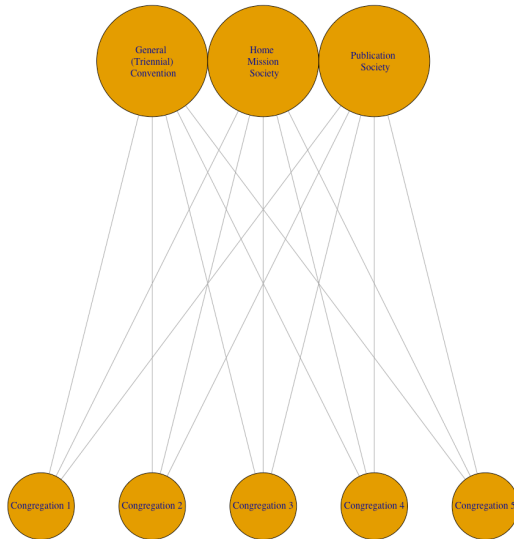 General
(Triennial)
Convention
Home
Mission
Society
Publication
Society
Congregation 1
Congregation 2
Congregation 3
Congregation 4
Congregation 5